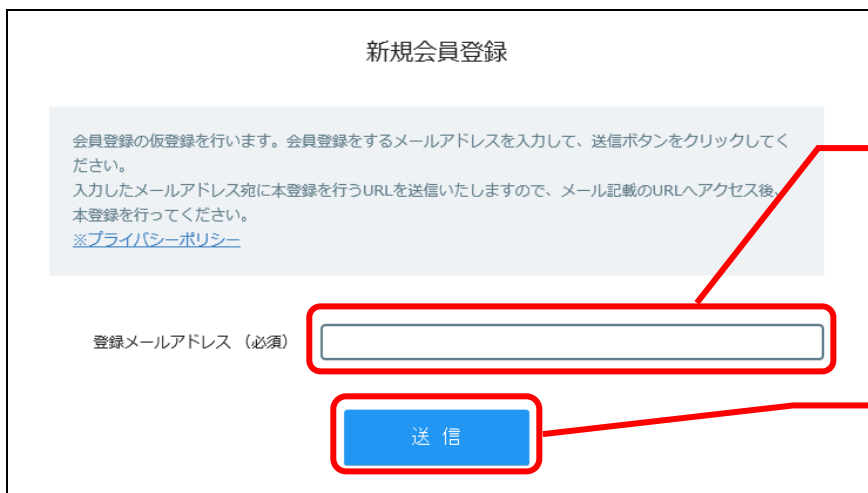 新規会員登録
会員登録の仮登録を行います。会員登録をするメールアドレスを入力して、送信ボタンをクリックしてく
ださい。
入力したメールアドレス宛に本登録を行うURLを送信いたしますので、メール記載のURLへアクセス後、
本登録を行ってください。
※プライバシーポリシー
登録メールアドレス （必須）
送 信